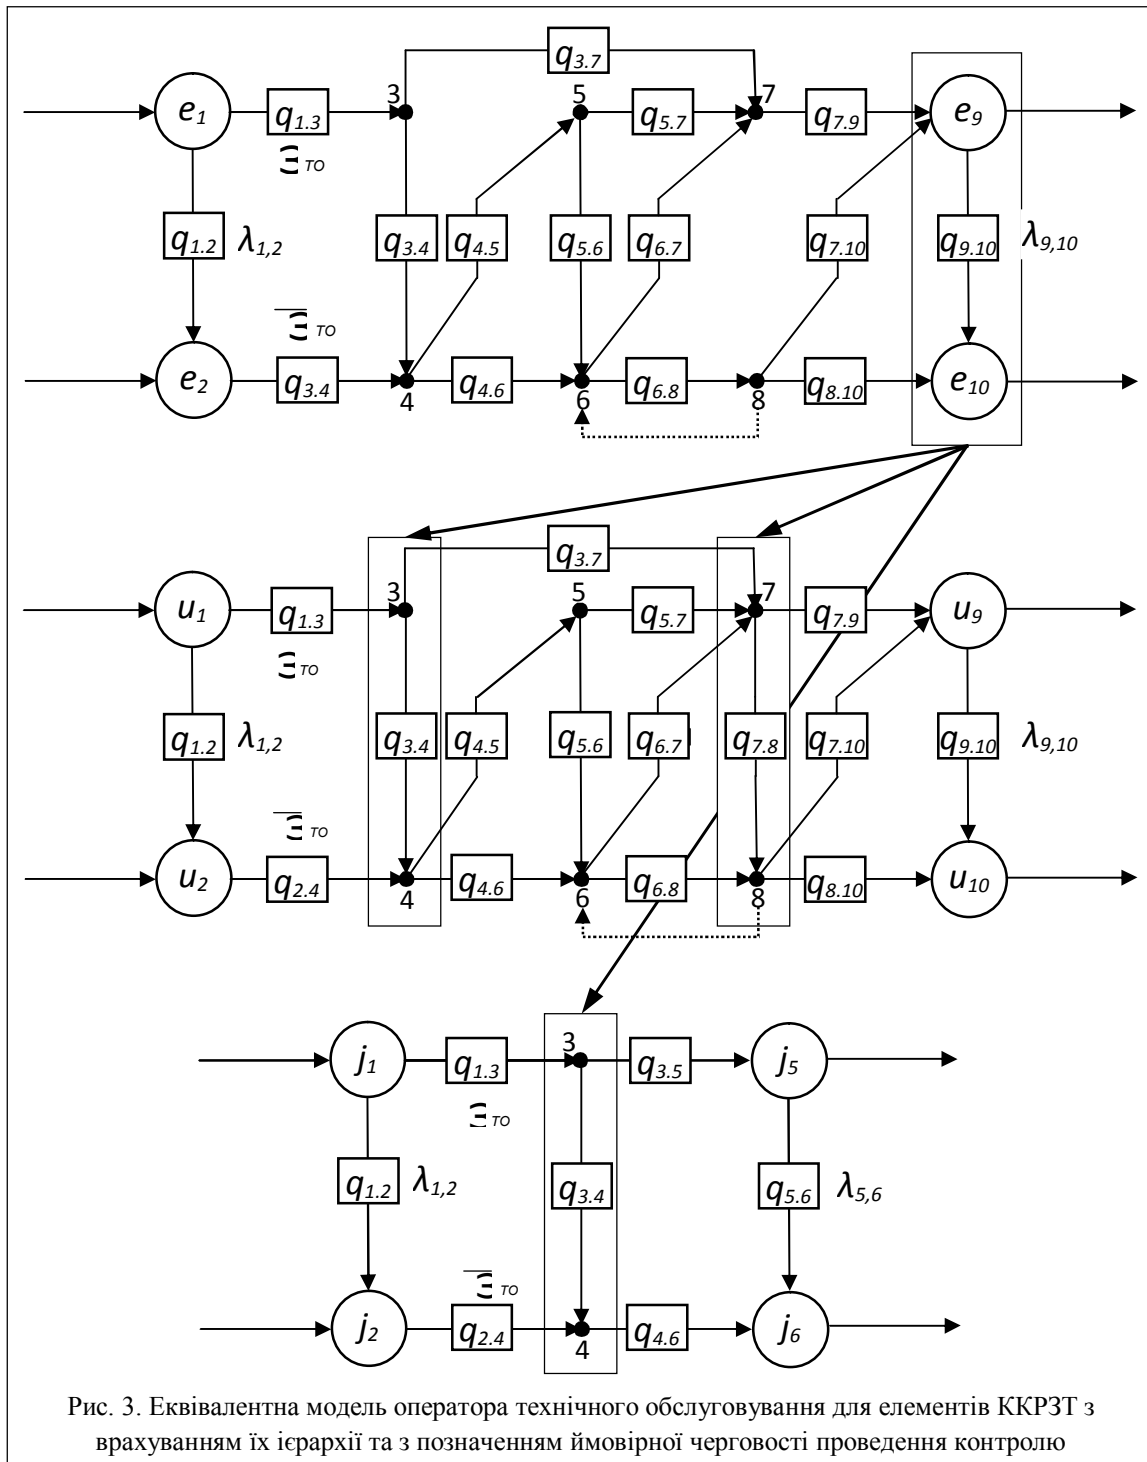 q3.7
3 5 7
e1 q1.3 q5.7 q7.9 e9
Ξ ТО
q1.2 λ1,2 q3.4 q4.5 q5.6 q6.7 q7.10 q9.10 λ9,10
Ξ ТО
e2 q3.4 q4.6 q6.8 q8.10 e10
4 6 8
q3.7
3 5 7
u1 q1.3 q5.7 q7.9 u9
Ξ ТО
q1.2 λ1,2 q3.4 q4.5 q5.6 q6.7 q7.8 q7.10 q9.10 λ9,10
Ξ ТО
u2 q2.4 q4.6 q6.8 q8.10 u10
4 6 8
3
j1 q1.3 q3.5 j5
Ξ ТО
q1.2 λ1,2 q3.4 q5.6 λ5,6
Ξ ТО
j2 q2.4 q4.6 j6
4
Рис. 3. Еквівалентна модель оператора технічного обслуговування для елементів ККРЗТ з
врахуванням їх ієрархії та з позначенням ймовірної черговості проведення контролю